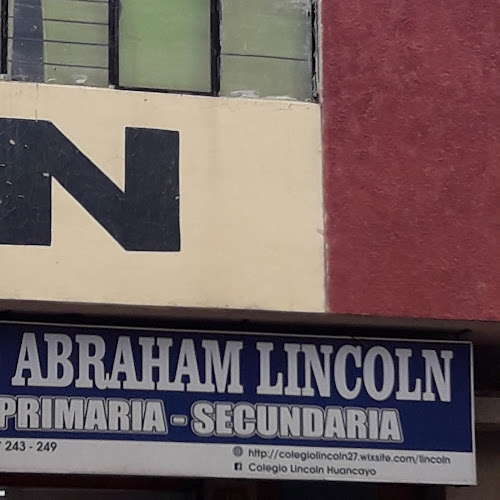 N
ABRAHAM LINCOLN
PRIMARIA - SECUNDARIA
243 - 249
http://colegiolincoln27.wixsite.com/lincoln
Colegio Lincoln Huancayo